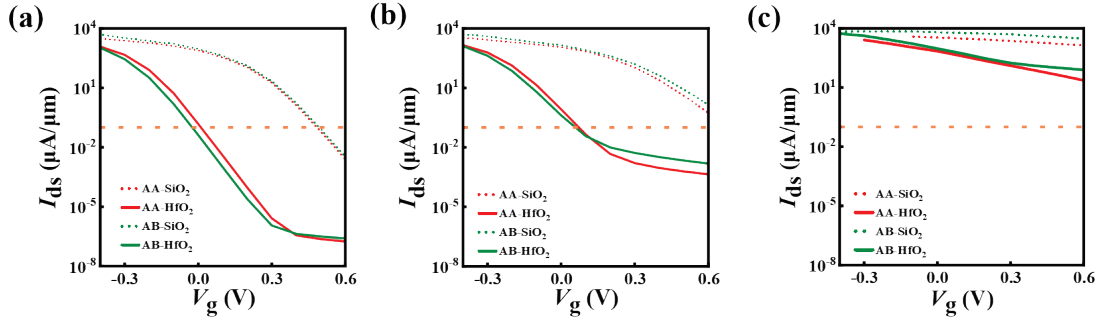 (a)
I_ds (μA/μm)
10^4
10^1
10^-2
10^-5
10^-8
AA-SiO₂
AA-HfO₂
AB-SiO₂
AB-HfO₂
-0.3 0.0 0.3 0.6
V_g (V)
(b)
I_ds (μA/μm)
10^4
10^1
10^-2
10^-5
10^-8
AA-SiO₂
AA-HfO₂
AB-SiO₂
AB-HfO₂
-0.3 0.0 0.3 0.6
V_g (V)
(c)
I_ds (μA/μm)
10^4
10^1
10^-2
10^-5
10^-8
AA-SiO₂
AA-HfO₂
AB-SiO₂
AB-HfO₂
-0.3 0.0 0.3 0.6
V_g (V)